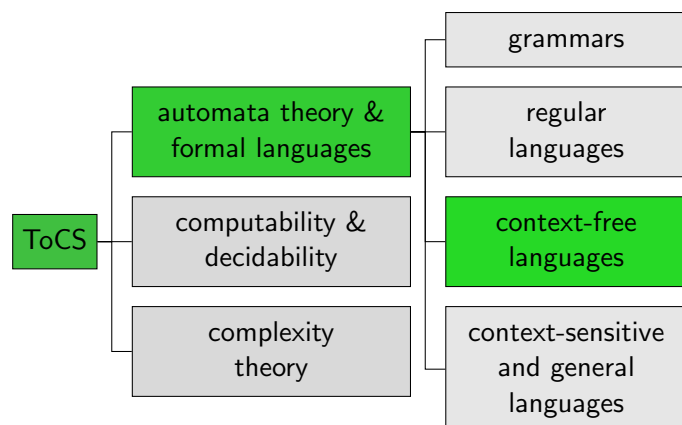 ToCS
automata theory &
formal languages
computability &
decidability
complexity
theory
grammars
regular
languages
context-free
languages
context-sensitive
and general
languages